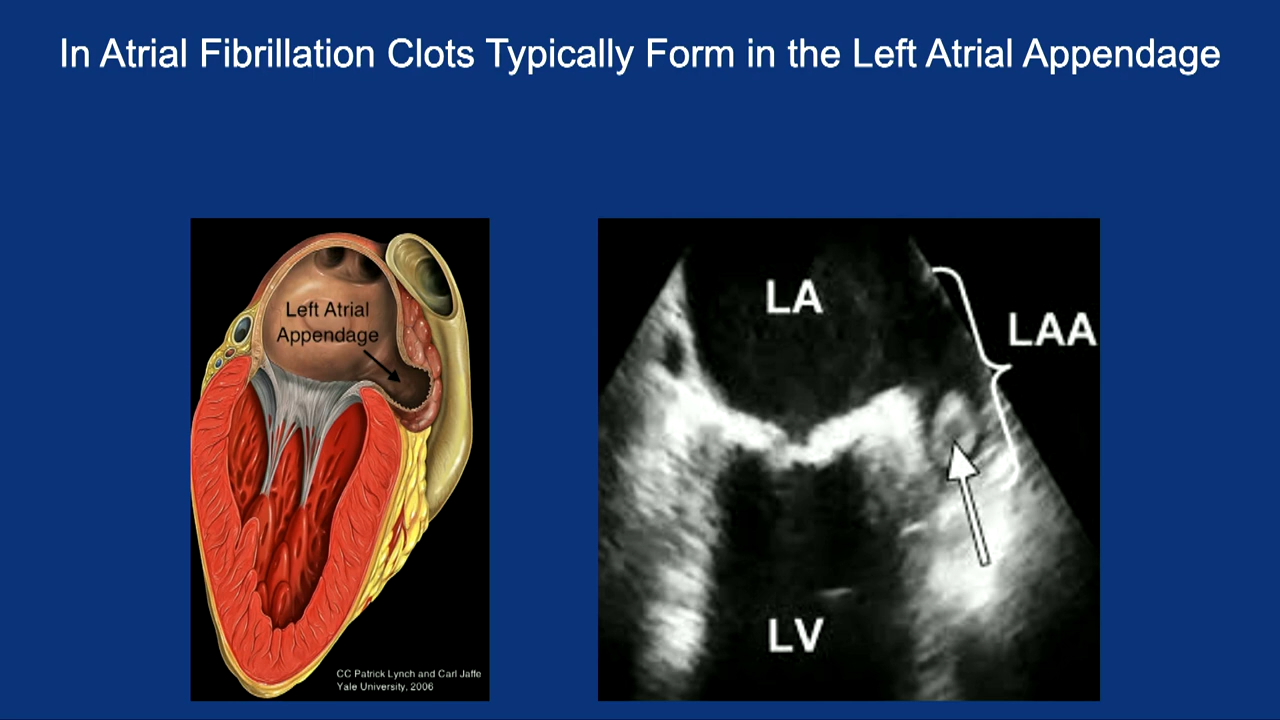 In Atrial Fibrillation Clots Typically Form in the Left Atrial Appendage
Left Atrial
Appendage
CC Patrick Lynch and Carl Jaffe
Yale University, 2006
LA
LAA
LV